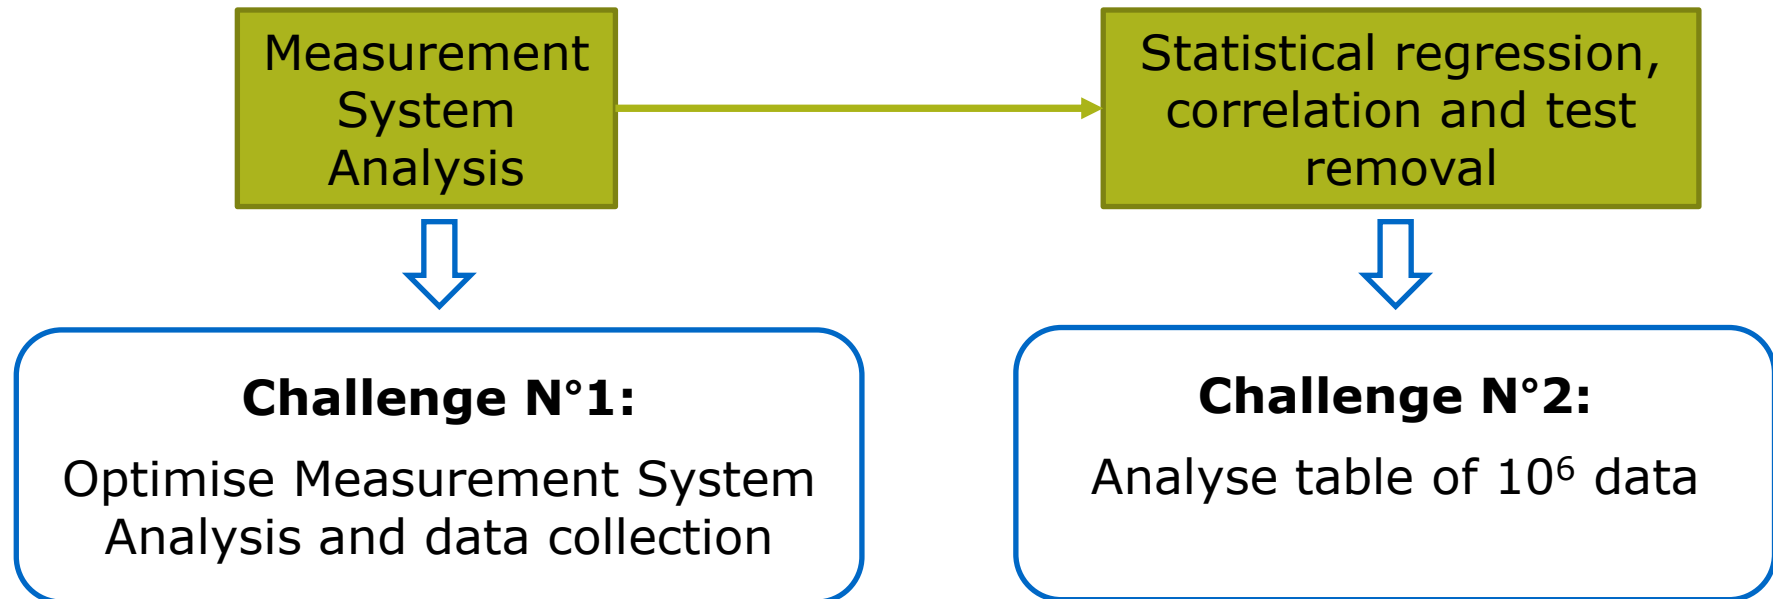 Measurement
System
Analysis
Statistical regression,
correlation and test
removal
Challenge N°1:
Optimise Measurement System
Analysis and data collection
Challenge N°2:
Analyse table of 10⁶ data